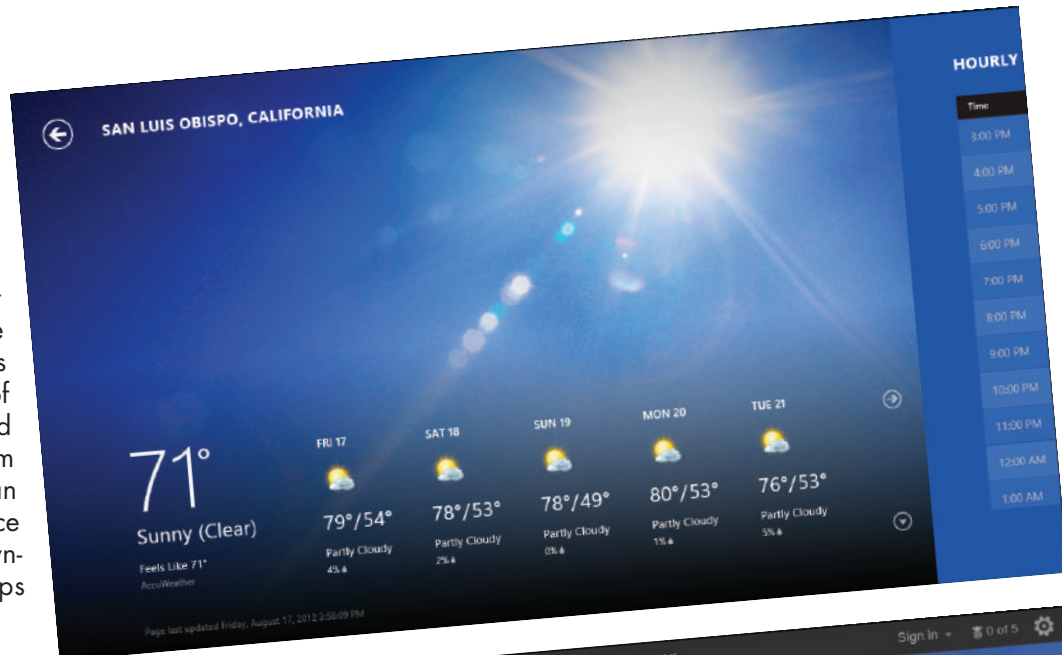 SAN LUIS OBISPO, CALIFORNIA
71°
Sunny (Clear)
Feels Like 71°
AccuWeather
Page last updated Friday, August 17, 2012 3:58:09 PM
FRI 17
79°/54°
Partly Cloudy
4%
SAT 18
78°/53°
Partly Cloudy
2%
SUN 19
78°/49°
Partly Cloudy
0%
MON 20
80°/53°
Partly Cloudy
1%
TUE 21
76°/53°
Partly Cloudy
5%
HOURLY
Time
3:00 PM
4:00 PM
5:00 PM
6:00 PM
7:00 PM
8:00 PM
9:00 PM
10:00 PM
11:00 PM
12:00 AM
1:00 AM
Sign in
0 of 5